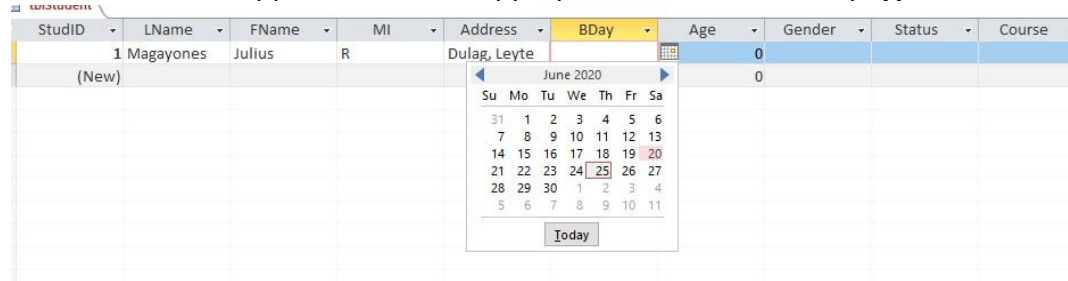 tblStudent
StudID LName FName MI Address BDay Age Gender Status Course
1 Magayones Julius R Dulag, Leyte 0
(New) 0
June 2020
Su Mo Tu We Th Fr Sa
31 1 2 3 4 5 6
7 8 9 10 11 12 13
14 15 16 17 18 19 20
21 22 23 24 25 26 27
28 29 30 1 2 3 4
5 6 7 8 9 10 11
Today